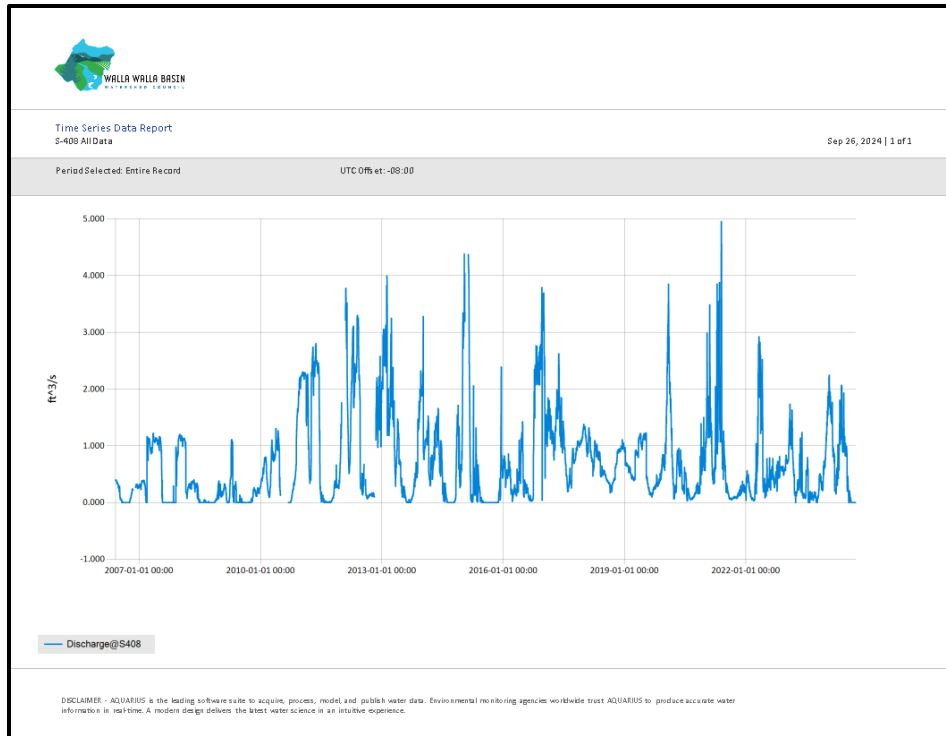 WALLA WALLA BASIN
WATERSHED COUNCIL
Time Series Data Report
S-408 All Data
Sep 26, 2024 | 1 of 1
Period Selected: Entire Record
UTC Offset: -08:00
5.000
4.000
3.000
2.000
1.000
0.000
-1.000
ft^3/s
2007-01-01 00:00
2010-01-01 00:00
2013-01-01 00:00
2016-01-01 00:00
2019-01-01 00:00
2022-01-01 00:00
Discharge@S408
DISCLAIMER - AQUARIUS is the leading software suite to acquire, process, model, and publish water data. Environmental monitoring agencies worldwide trust AQUARIUS to produce accurate water
information in real-time. A modern design delivers the latest water science in an intuitive experience.